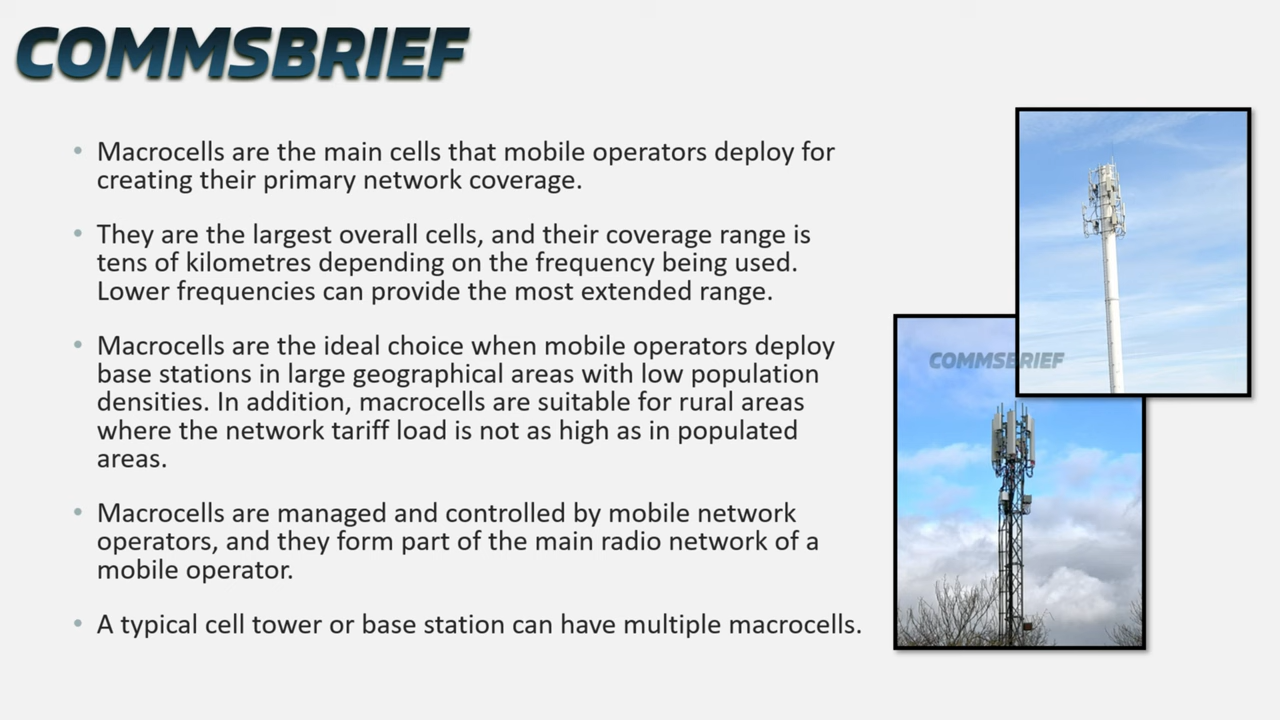 COMMSBRIEF
• Macrocells are the main cells that mobile operators deploy for
creating their primary network coverage.
• They are the largest overall cells, and their coverage range is
tens of kilometres depending on the frequency being used.
Lower frequencies can provide the most extended range.
• Macrocells are the ideal choice when mobile operators deploy
base stations in large geographical areas with low population
densities. In addition, macrocells are suitable for rural areas
where the network tariff load is not as high as in populated
areas.
• Macrocells are managed and controlled by mobile network
operators, and they form part of the main radio network of a
mobile operator.
• A typical cell tower or base station can have multiple macrocells.
COMMSBRIEF